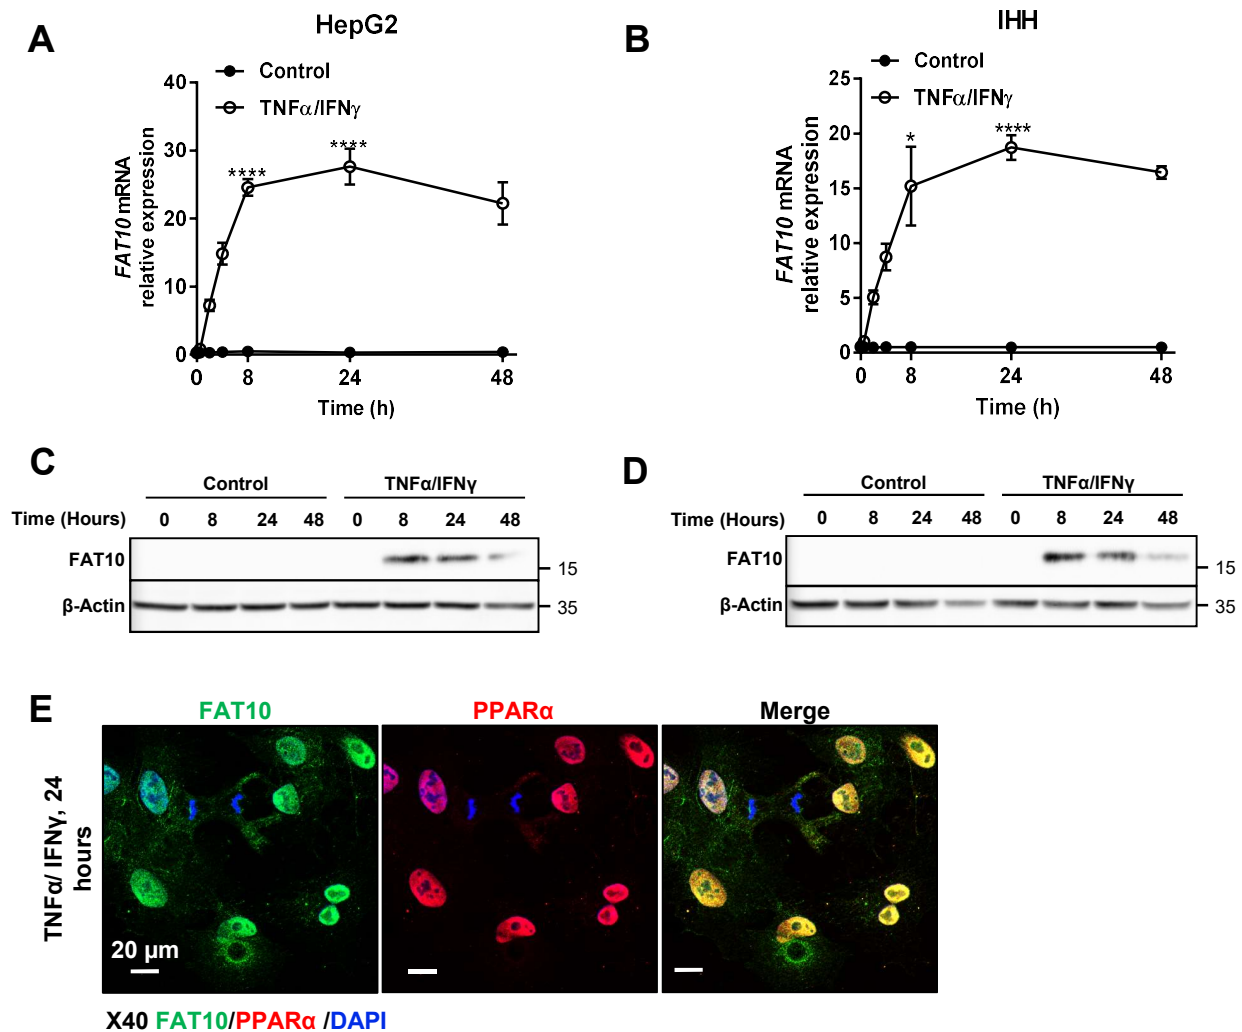 A
HepG2
Control
TNFα/IFNγ
FAT10 mRNA
relative expression
40
30
20
10
0
****
****
0 8 24 48
Time (h)
B
IHH
Control
TNFα/IFNγ
FAT10 mRNA
relative expression
25
20
15
10
5
0
*
****
0 8 24 48
Time (h)
C
Control TNFα/IFNγ
Time (Hours) 0 8 24 48 0 8 24 48
FAT10
15
β-Actin
35
D
Control TNFα/IFNγ
Time (Hours) 0 8 24 48 0 8 24 48
FAT10
15
β-Actin
35
E
FAT10 PPARα Merge
TNFα/ IFNγ, 24
hours
20 µm
X40 FAT10/PPARα /DAPI